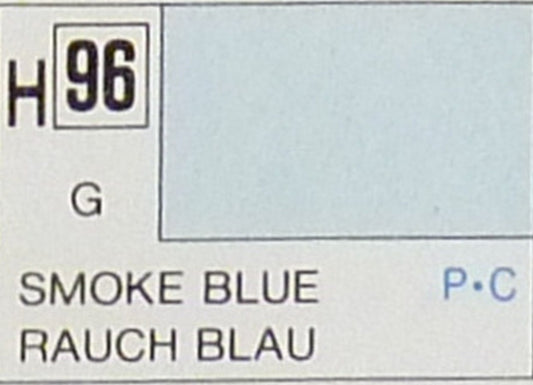 H 96
G
SMOKE BLUE P·C
RAUCH BLAU